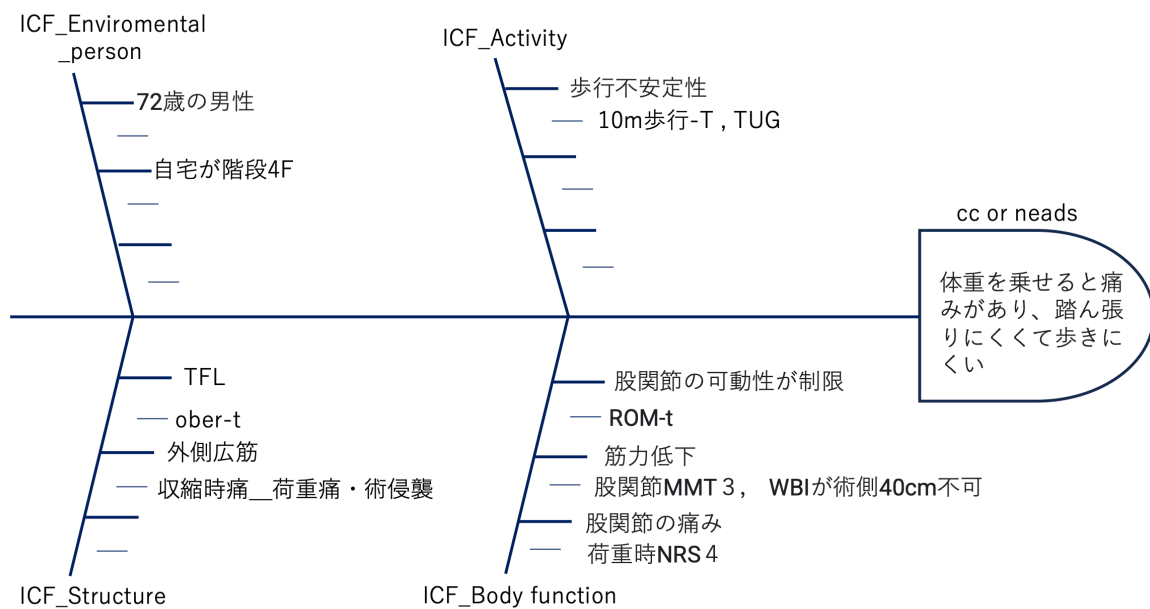 ICF_Enviromental
_person
72歳の男性
自宅が階段4F
ICF_Activity
歩行不安定性
10m歩行-T , TUG
cc or neads
体重を乗せると痛
みがあり、踏ん張
りにくくて歩きに
くい
TFL
ober-t
外側広筋
収縮時痛__荷重痛・術侵襲
ICF_Structure
股関節の可動性が制限
ROM-t
筋力低下
股関節MMT３， WBIが術側40cm不可
股関節の痛み
荷重時NRS４
ICF_Body function